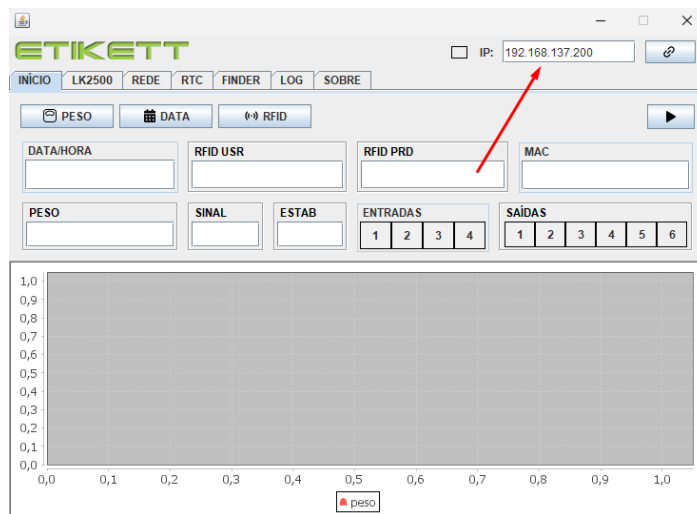 ETIKETT
IP: 192.168.137.200
INÍCIO LK2500 REDE RTC FINDER LOG SOBRE
PESO DATA RFID
DATA/HORA RFID USR RFID PRD MAC
PESO SINAL ESTAB ENTRADAS SAÍDAS
1 2 3 4 1 2 3 4 5 6
1,0
0,9
0,8
0,7
0,6
0,5
0,4
0,3
0,2
0,1
0,0
0,0 0,1 0,2 0,3 0,4 0,5 0,6 0,7 0,8 0,9 1,0
peso